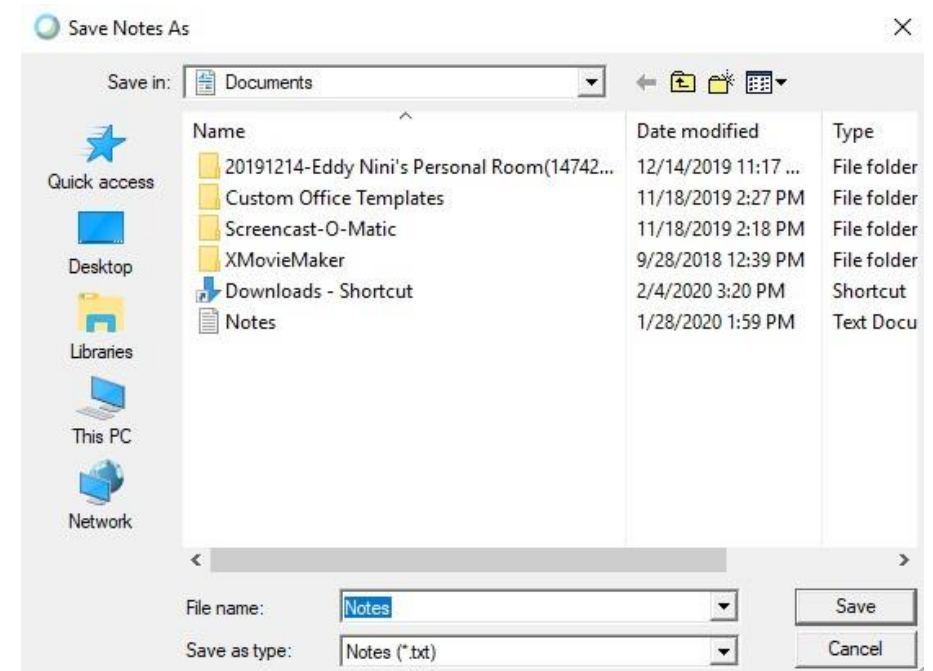 Save Notes As
Save in: Documents
Name Date modified Type
20191214-Eddy Nini's Personal Room(14742... 12/14/2019 11:17 ... File folder
Custom Office Templates 11/18/2019 2:27 PM File folder
Screencast-O-Matic 11/18/2019 2:18 PM File folder
XMovieMaker 9/28/2018 12:39 PM File folder
Downloads - Shortcut 2/4/2020 3:20 PM Shortcut
Notes 1/28/2020 1:59 PM Text Docu
Quick access
Desktop
Libraries
This PC
Network
File name: Notes Save
Save as type: Notes (*.txt) Cancel